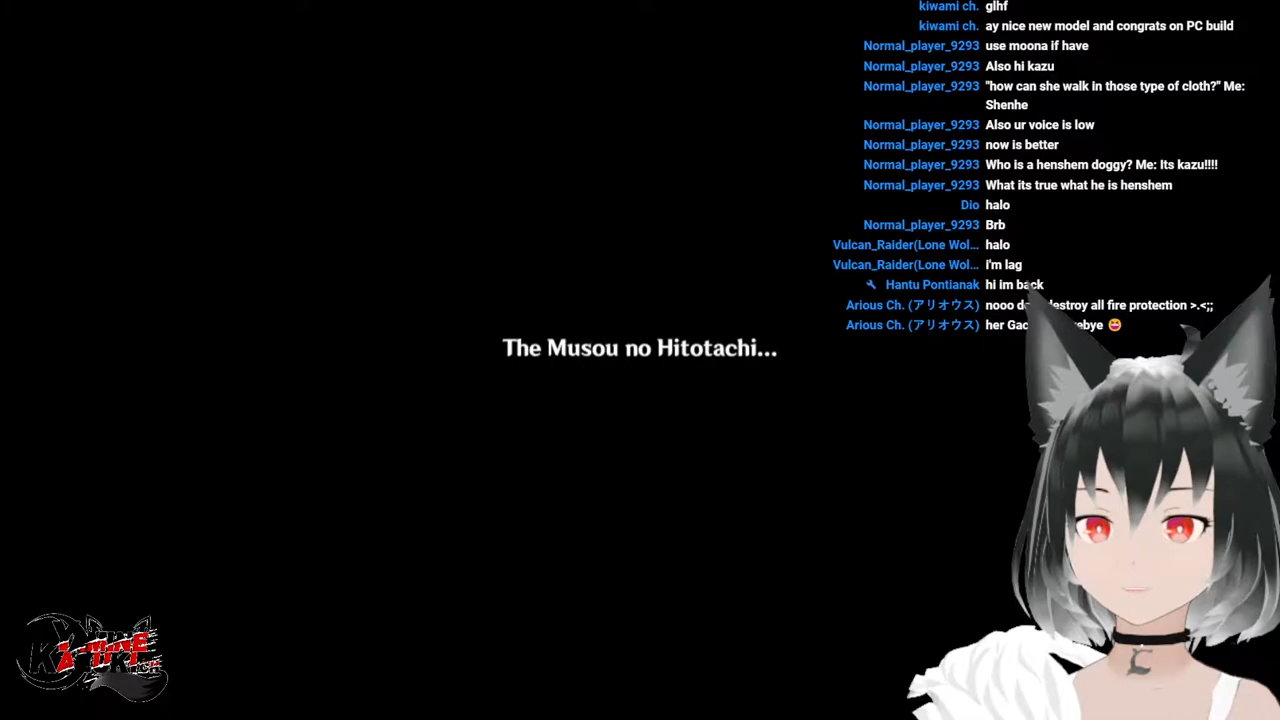 kiwami ch. glhf
kiwami ch. ay nice new model and congrats on PC build
Normal_player_9293 use moona if have
Normal_player_9293 Also hi kazu
Normal_player_9293 "how can she walk In those type of cloth?" Me:
Shenhe
Normal_player_9293 Also ur voice is low
Normal_player_9293 now is better
Normal_player_9293 Who is a henshem doggy? Me: Its kazu!!!!
Normal_player_9293 What its true what he is henshem
Dio halo
Normal_player_9293 Brb
Vulcan_Raider(Lone Wol... halo
Vulcan_Raider(Lone Wol... i'm lag
Hantu Pontianak hi im back
Arious Ch. (アリオウス) nooo destroy all fire protection >.<;;
Arious Ch. (アリオウス) her 😆
The Musou no Hitotachi...